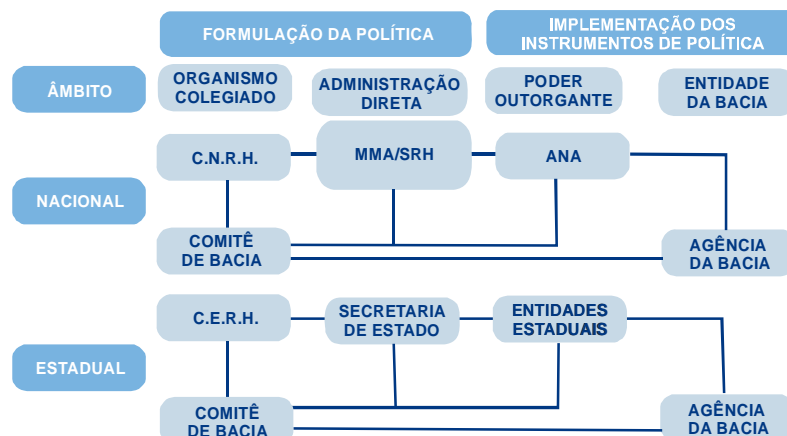 FORMULAÇÃO DA POLÍTICA
IMPLEMENTAÇÃO DOS
INSTRUMENTOS DE POLÍTICA
ÂMBITO
ORGANISMO
COLEGIADO
ADMINISTRAÇÃO
DIRETA
PODER
OUTORGANTE
ENTIDADE
DA BACIA
NACIONAL
C.N.R.H.
MMA/SRH
ANA
COMITÊ
DE BACIA
AGÊNCIA
DA BACIA
ESTADUAL
C.E.R.H.
SECRETARIA
DE ESTADO
ENTIDADES
ESTADUAIS
COMITÊ
DE BACIA
AGÊNCIA
DA BACIA